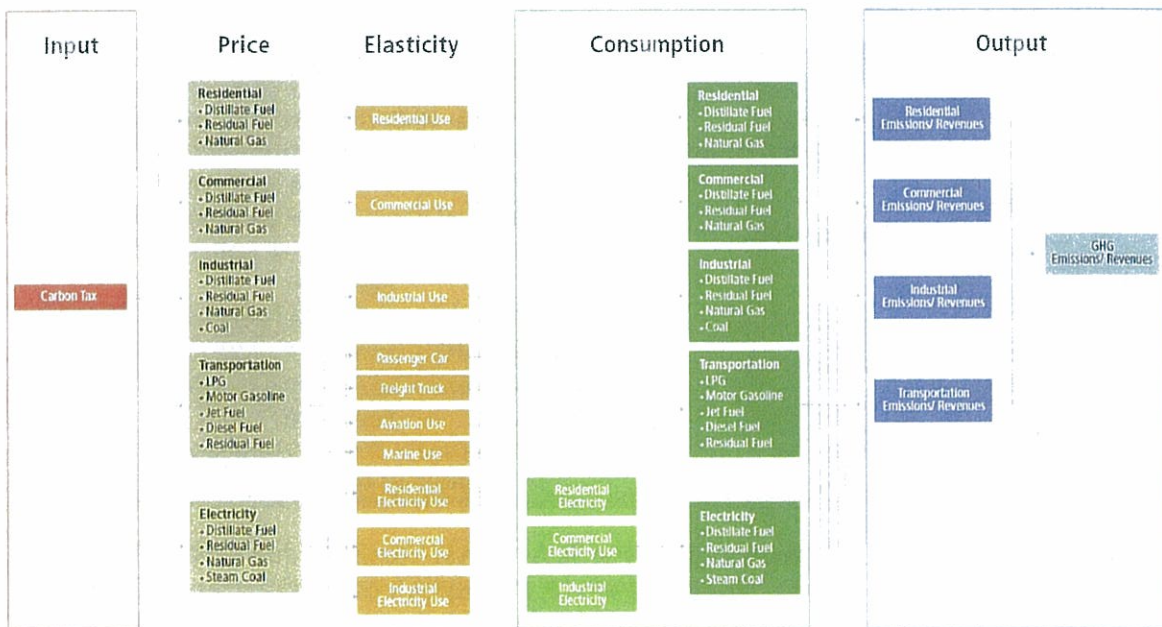 Input
Price
Elasticity
Consumption
Output
Carbon Tax
Residential
• Distillate Fuel
• Residual Fuel
• Natural Gas
Commercial
• Distillate Fuel
• Residual Fuel
• Natural Gas
Industrial
• Distillate Fuel
• Residual Fuel
• Natural Gas
• Coal
Transportation
• LPG
• Motor Gasoline
• Jet Fuel
• Diesel Fuel
• Residual Fuel
Electricity
• Distillate Fuel
• Residual Fuel
• Natural Gas
• Steam Coal
Residential Use
Commercial Use
Industrial Use
Passenger Car
Freight Truck
Aviation Use
Marine Use
Residential
Electricity Use
Commercial
Electricity Use
Industrial
Electricity Use
Residential
Electricity
Commercial
Electricity Use
Industrial
Electricity
Residential
• Distillate Fuel
• Residual Fuel
• Natural Gas
Commercial
• Distillate Fuel
• Residual Fuel
• Natural Gas
Industrial
• Distillate Fuel
• Residual Fuel
• Natural Gas
• Coal
Transportation
• LPG
• Motor Gasoline
• Jet Fuel
• Diesel Fuel
• Residual Fuel
Electricity
• Distillate Fuel
• Residual Fuel
• Natural Gas
• Steam Coal
Residential
Emissions/ Revenues
Commercial
Emissions/ Revenues
Industrial
Emissions/ Revenues
Transportation
Emissions/ Revenues
GHG
Emissions/ Revenues